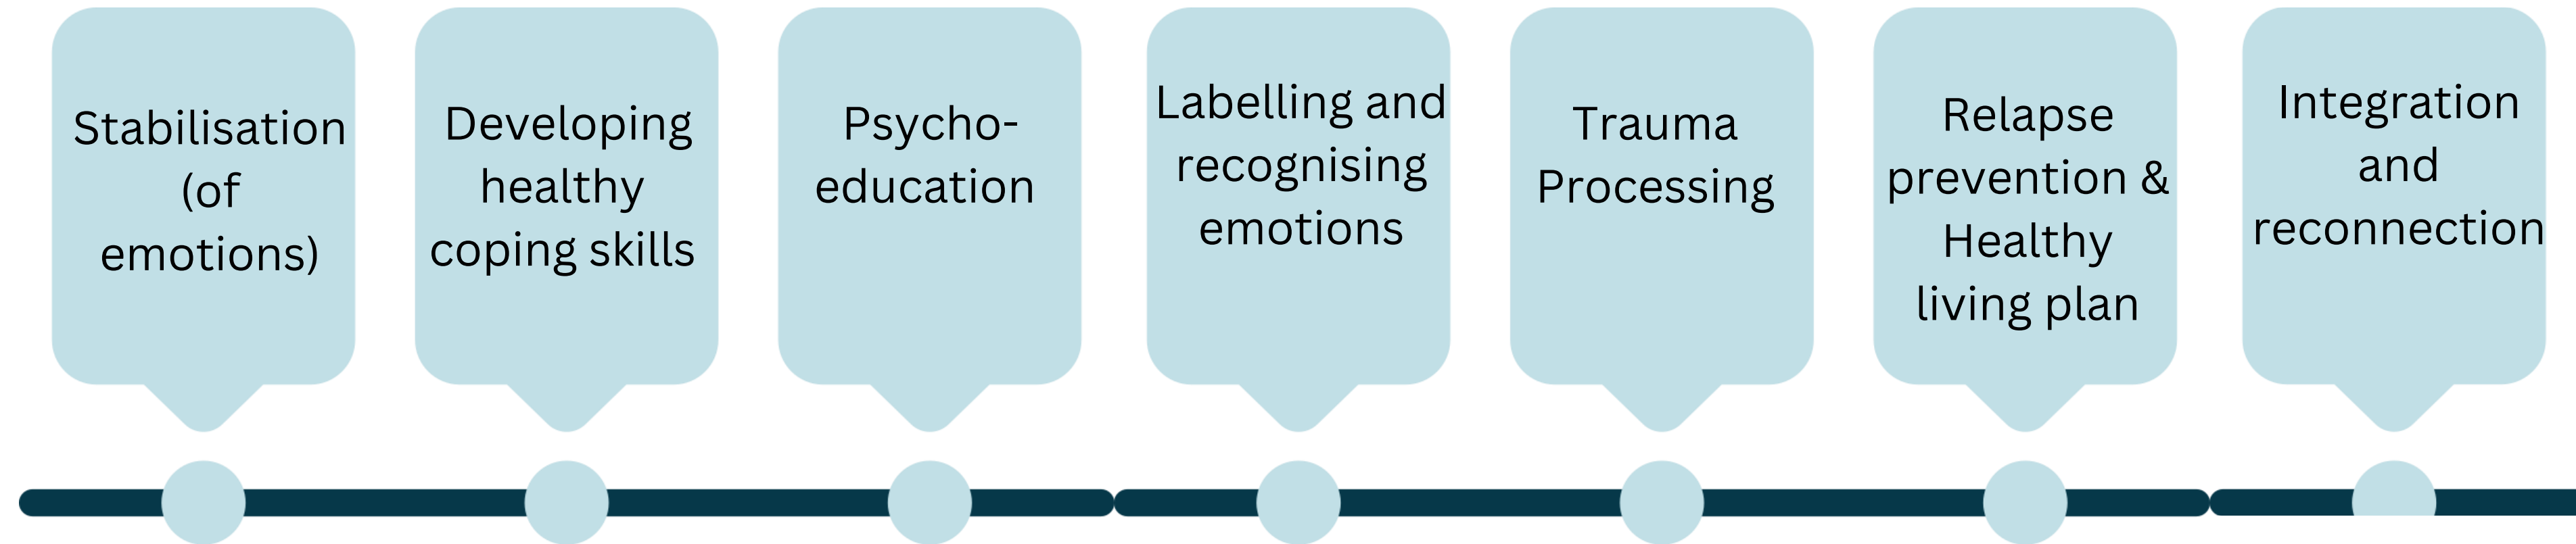 Stabilisation
(of
emotions)
Developing
healthy
coping skills
Psycho-
education
Labelling and
recognising
emotions
Trauma
Processing
Relapse
prevention &
Healthy
living plan
Integration
and
reconnection